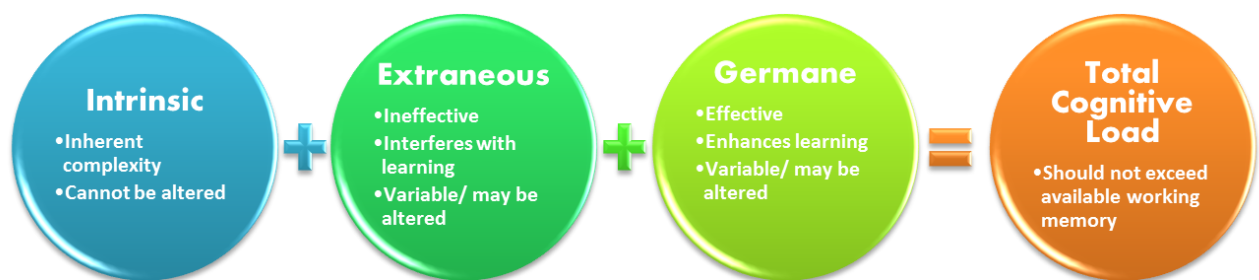 Intrinsic
•Inherent
complexity
•Cannot be altered
Extraneous
•Ineffective
•Interferes with
learning
•Variable/ may be
altered
Germane
•Effective
•Enhances learning
•Variable/ may be
altered
Total
Cognitive
Load
•Should not exceed
available working
memory